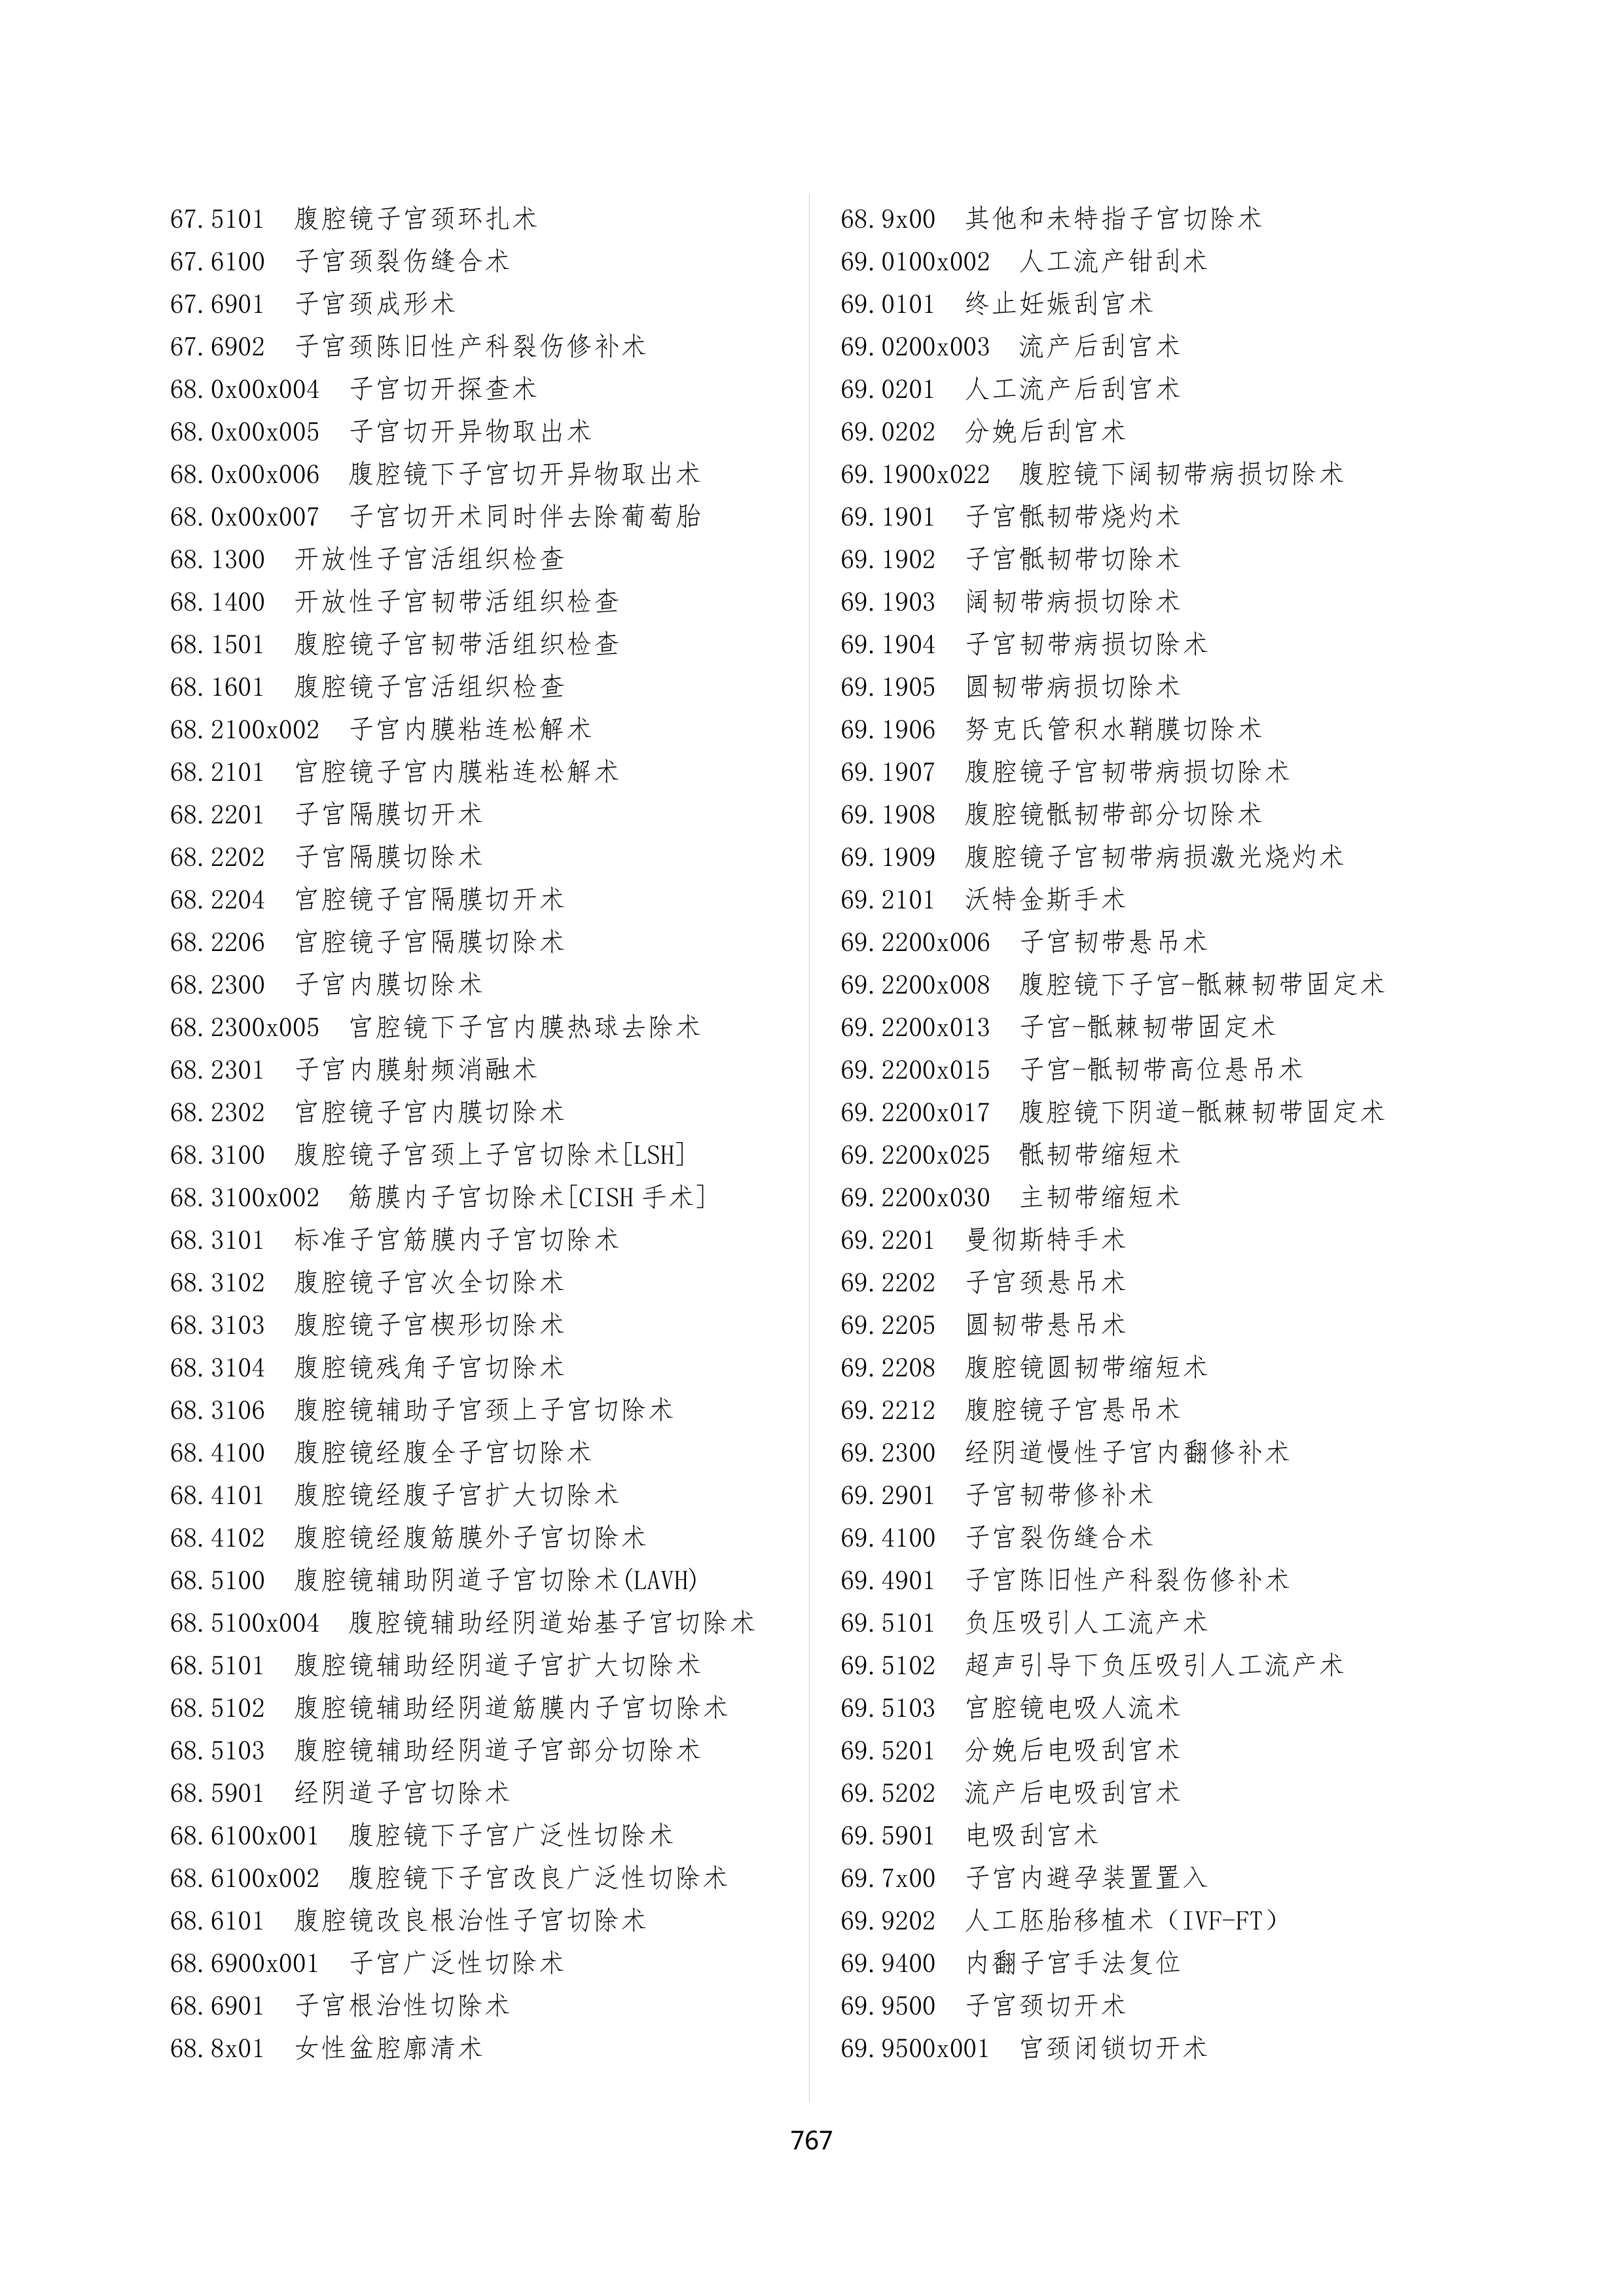 67.5101 腹腔镜子宫颈环扎术
67.6100 子宫颈裂伤缝合术
67.6901 子宫颈成形术
67.6902 子宫颈陈旧性产科裂伤修补术
68.0x00x004 子宫切开探查术
68.0x00x005 子宫切开异物取出术
68.0x00x006 腹腔镜下子宫切开异物取出术
68.0x00x007 子宫切开术同时伴去除葡萄胎
68.1300 开放性子宫活组织检查
68.1400 开放性子宫韧带活组织检查
68.1501 腹腔镜子宫韧带活组织检查
68.1601 腹腔镜子宫活组织检查
68.2100x002 子宫内膜粘连松解术
68.2101 宫腔镜子宫内膜粘连松解术
68.2201 子宫隔膜切开术
68.2202 子宫隔膜切除术
68.2204 宫腔镜子宫隔膜切开术
68.2206 宫腔镜子宫隔膜切除术
68.2300 子宫内膜切除术
68.2300x005 宫腔镜下子宫内膜热球去除术
68.2301 子宫内膜射频消融术
68.2302 宫腔镜子宫内膜切除术
68.3100 腹腔镜子宫颈上子宫切除术[LSH]
68.3100x002 筋膜内子宫切除术[CISH 手术]
68.3101 标准子宫筋膜内子宫切除术
68.3102 腹腔镜子宫次全切除术
68.3103 腹腔镜子宫楔形切除术
68.3104 腹腔镜残角子宫切除术
68.3106 腹腔镜辅助子宫颈上子宫切除术
68.4100 腹腔镜经腹全子宫切除术
68.4101 腹腔镜经腹子宫扩大切除术
68.4102 腹腔镜经腹筋膜外子宫切除术
68.5100 腹腔镜辅助阴道子宫切除术(LAVH)
68.5100x004 腹腔镜辅助经阴道始基子宫切除术
68.5101 腹腔镜辅助经阴道子宫扩大切除术
68.5102 腹腔镜辅助经阴道筋膜内子宫切除术
68.5103 腹腔镜辅助经阴道子宫部分切除术
68.5901 经阴道子宫切除术
68.6100x001 腹腔镜下子宫广泛性切除术
68.6100x002 腹腔镜下子宫改良广泛性切除术
68.6101 腹腔镜改良根治性子宫切除术
68.6900x001 子宫广泛性切除术
68.6901 子宫根治性切除术
68.8x01 女性盆腔廓清术
68.9x00 其他和未特指子宫切除术
69.0100x002 人工流产钳刮术
69.0101 终止妊娠刮宫术
69.0200x003 流产后刮宫术
69.0201 人工流产后刮宫术
69.0202 分娩后刮宫术
69.1900x022 腹腔镜下阔韧带病损切除术
69.1901 子宫骶韧带烧灼术
69.1902 子宫骶韧带切除术
69.1903 阔韧带病损切除术
69.1904 子宫韧带病损切除术
69.1905 圆韧带病损切除术
69.1906 努克氏管积水鞘膜切除术
69.1907 腹腔镜子宫韧带病损切除术
69.1908 腹腔镜骶韧带部分切除术
69.1909 腹腔镜子宫韧带病损激光烧灼术
69.2101 沃特金斯手术
69.2200x006 子宫韧带悬吊术
69.2200x008 腹腔镜下子宫-骶棘韧带固定术
69.2200x013 子宫-骶棘韧带固定术
69.2200x015 子宫-骶韧带高位悬吊术
69.2200x017 腹腔镜下阴道-骶棘韧带固定术
69.2200x025 骶韧带缩短术
69.2200x030 主韧带缩短术
69.2201 曼彻斯特手术
69.2202 子宫颈悬吊术
69.2205 圆韧带悬吊术
69.2208 腹腔镜圆韧带缩短术
69.2212 腹腔镜子宫悬吊术
69.2300 经阴道慢性子宫内翻修补术
69.2901 子宫韧带修补术
69.4100 子宫裂伤缝合术
69.4901 子宫陈旧性产科裂伤修补术
69.5101 负压吸引人工流产术
69.5102 超声引导下负压吸引人工流产术
69.5103 宫腔镜电吸人流术
69.5201 分娩后电吸刮宫术
69.5202 流产后电吸刮宫术
69.5901 电吸刮宫术
69.7x00 子宫内避孕装置置入
69.9202 人工胚胎移植术（IVF-FT）
69.9400 内翻子宫手法复位
69.9500 子宫颈切开术
69.9500x001 宫颈闭锁切开术
767